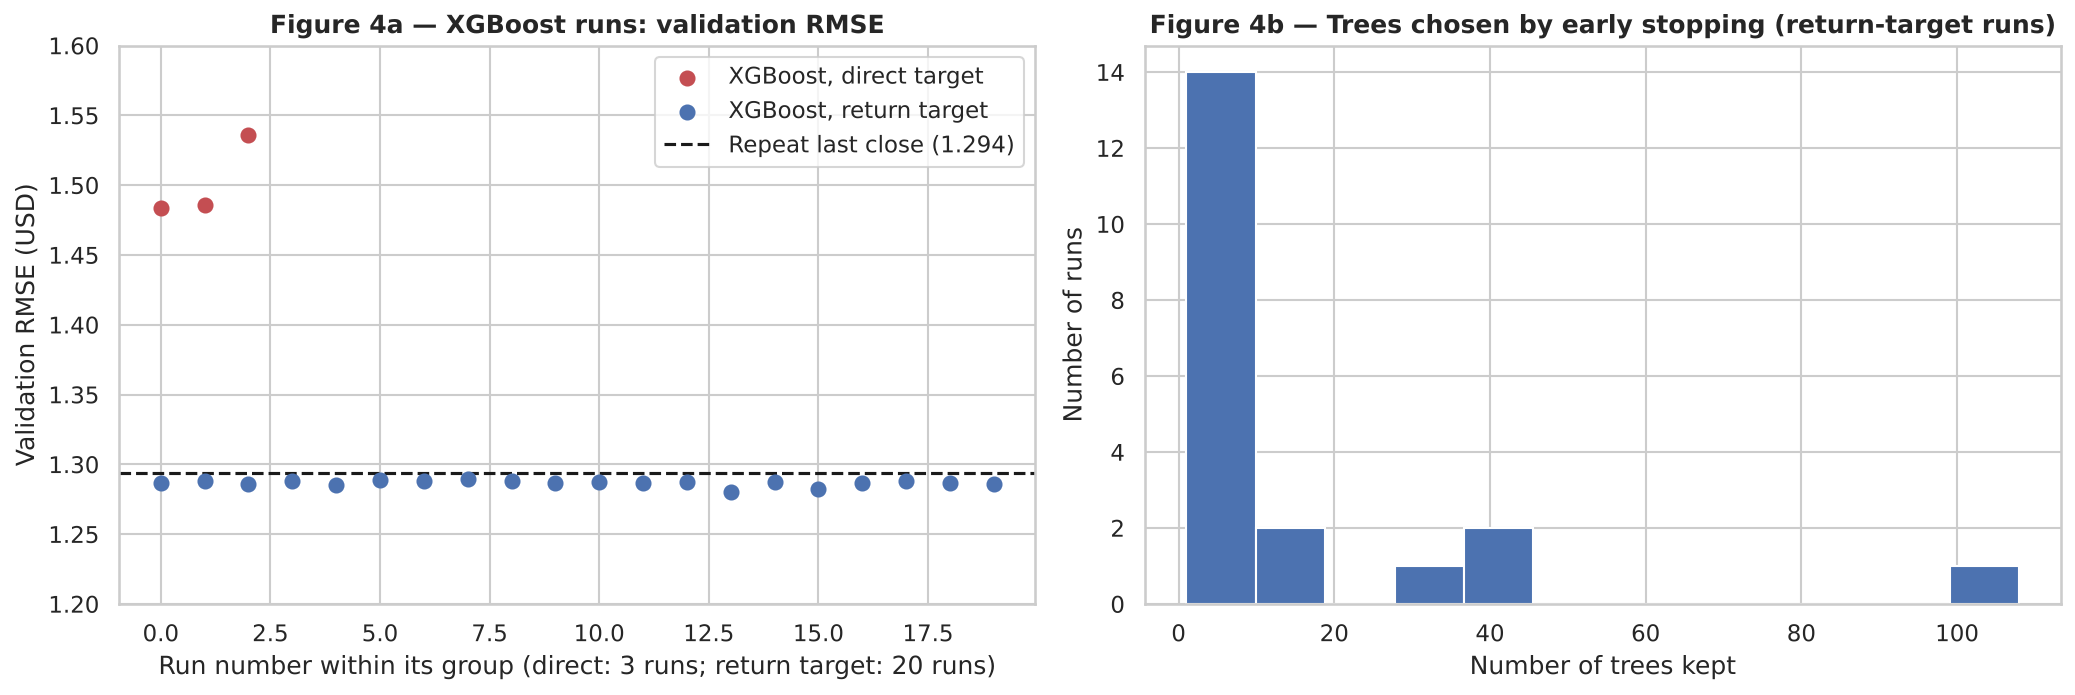 Figure 4a — XGBoost runs: validation RMSE
XGBoost, direct target
XGBoost, return target
Repeat last close (1.294)
Validation RMSE (USD)
1.60
1.55
1.50
1.45
1.40
1.35
1.30
1.25
1.20
0.0 2.5 5.0 7.5 10.0 12.5 15.0 17.5
Run number within its group (direct: 3 runs; return target: 20 runs)
Figure 4b — Trees chosen by early stopping (return-target runs)
Number of runs
14
12
10
8
6
4
2
0
0 20 40 60 80 100
Number of trees kept